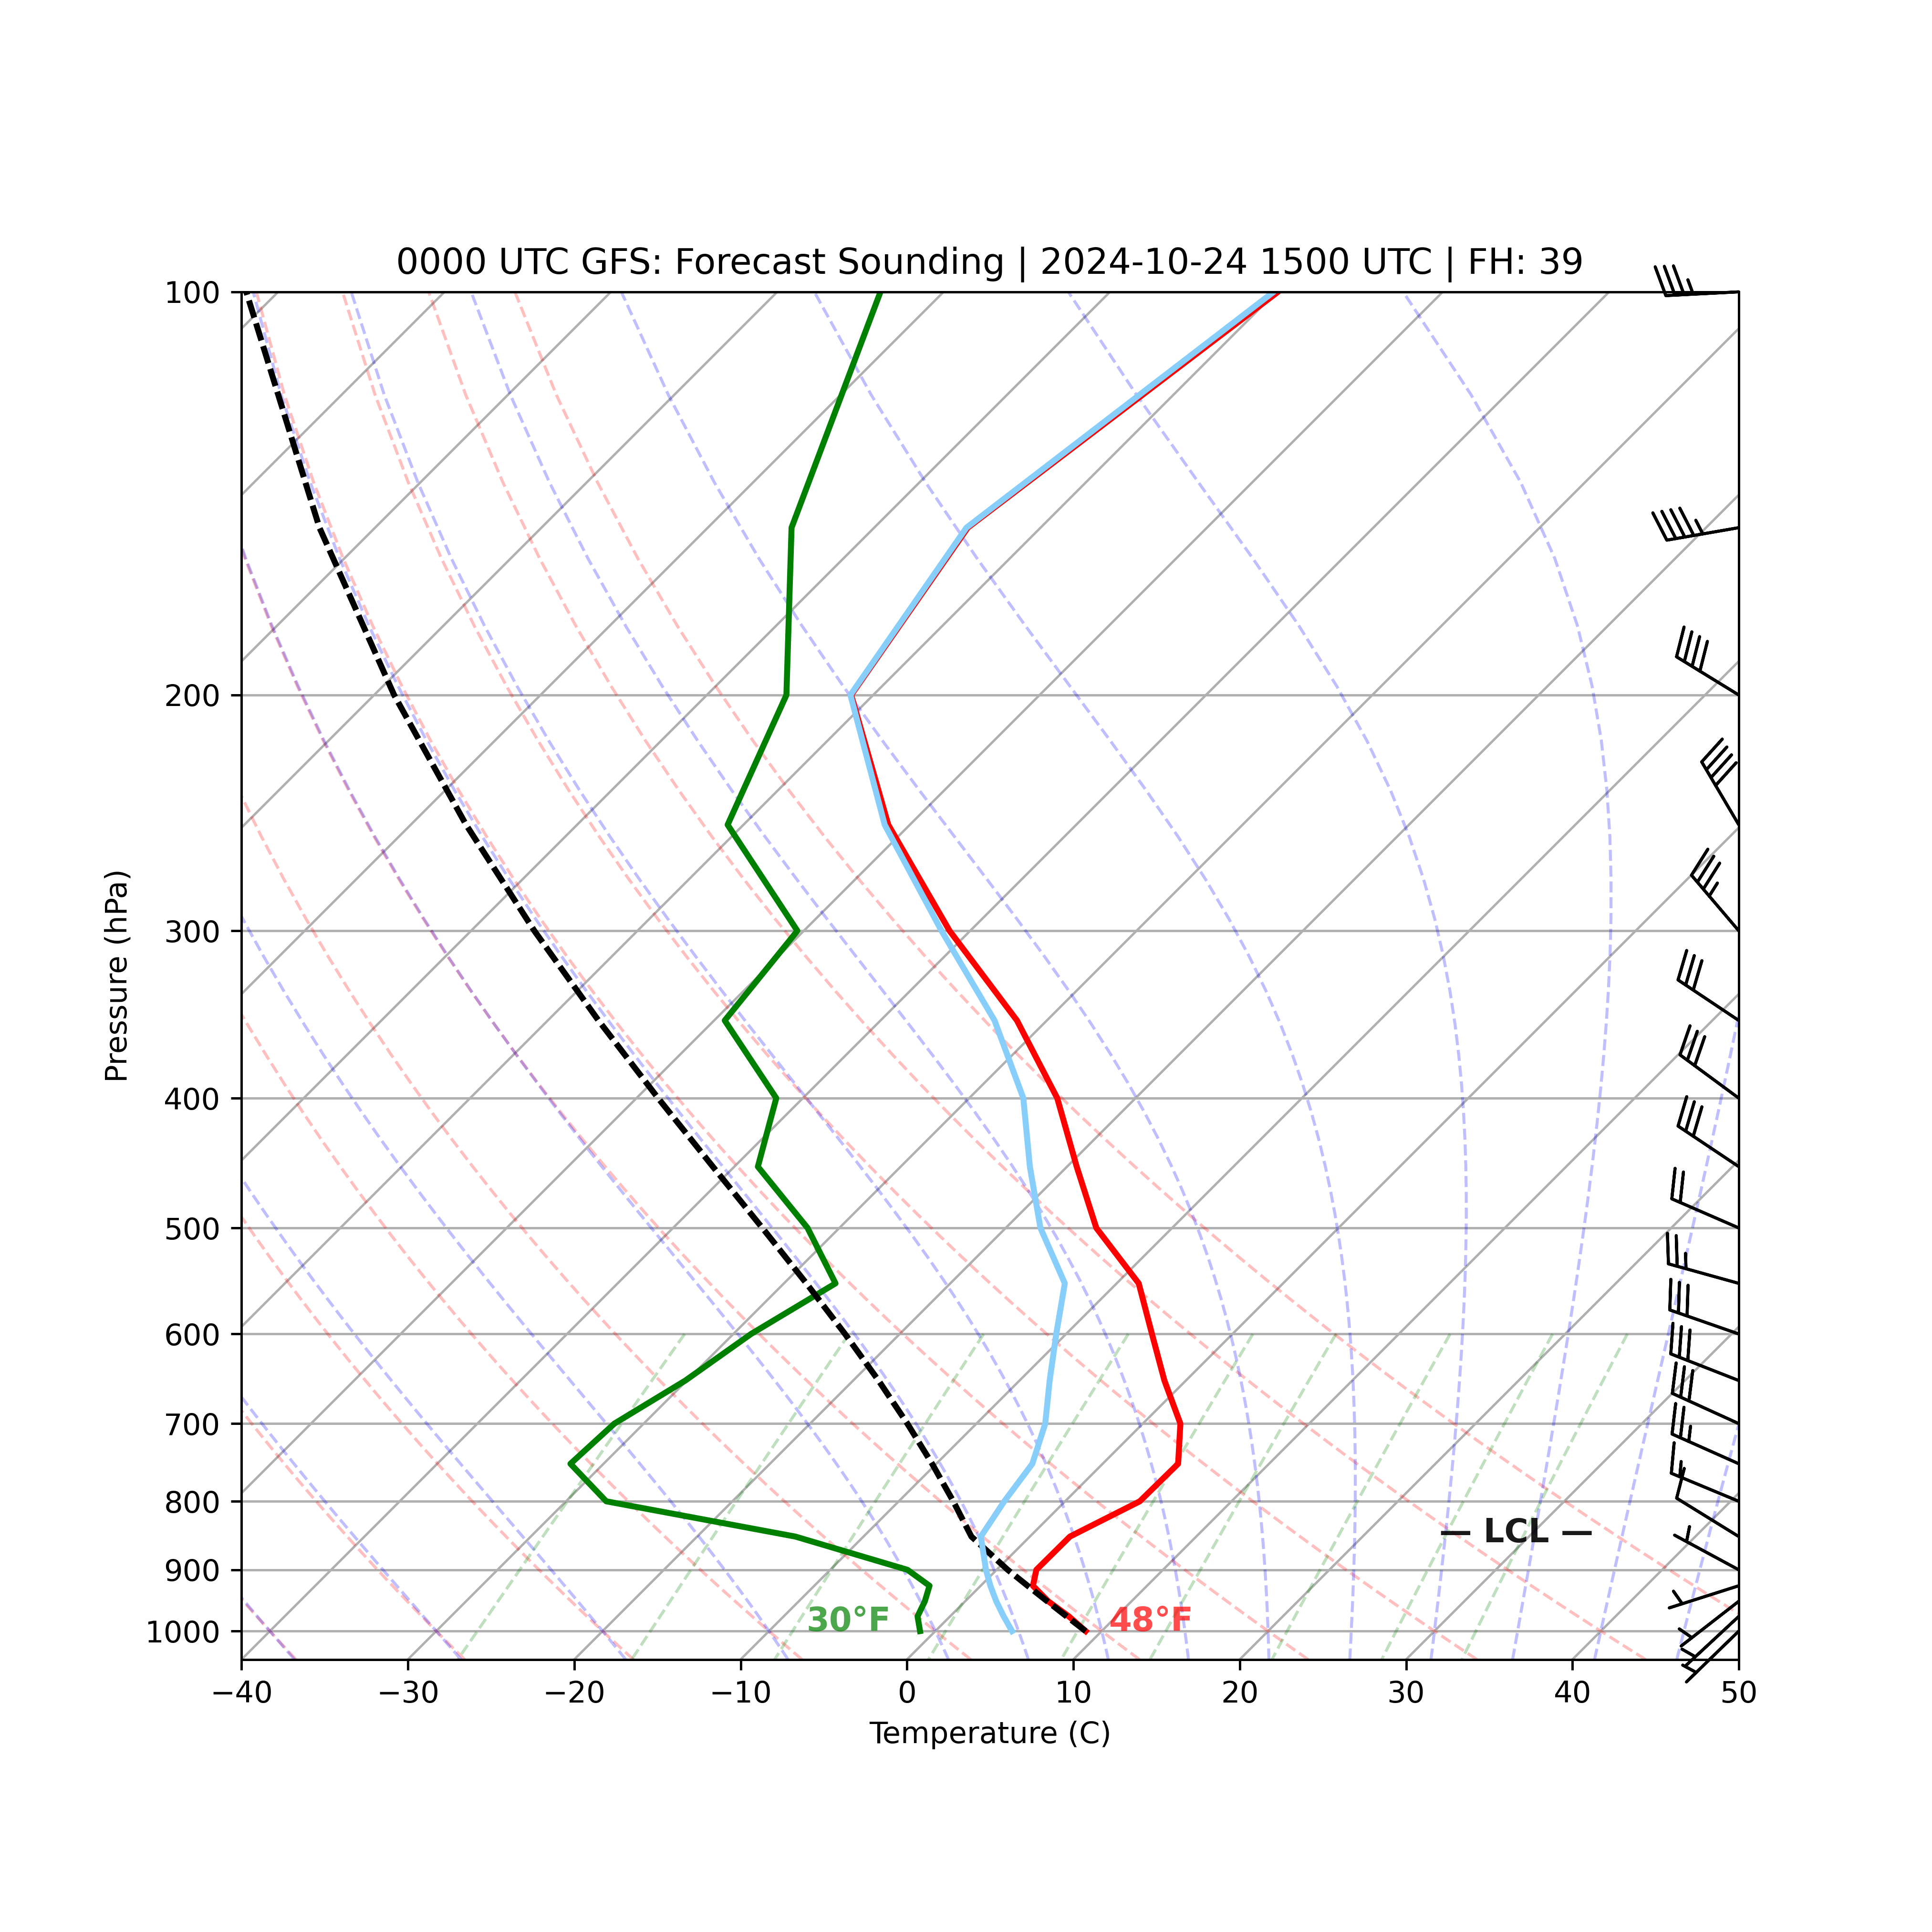 0000 UTC GFS: Forecast Sounding | 2024-10-24 1500 UTC | FH: 39
100
200
300
400
500
600
700
800
900
1000
Pressure (hPa)
— LCL —
30°F
48°F
−40 −30 −20 −10 0 10 20 30 40 50
Temperature (C)